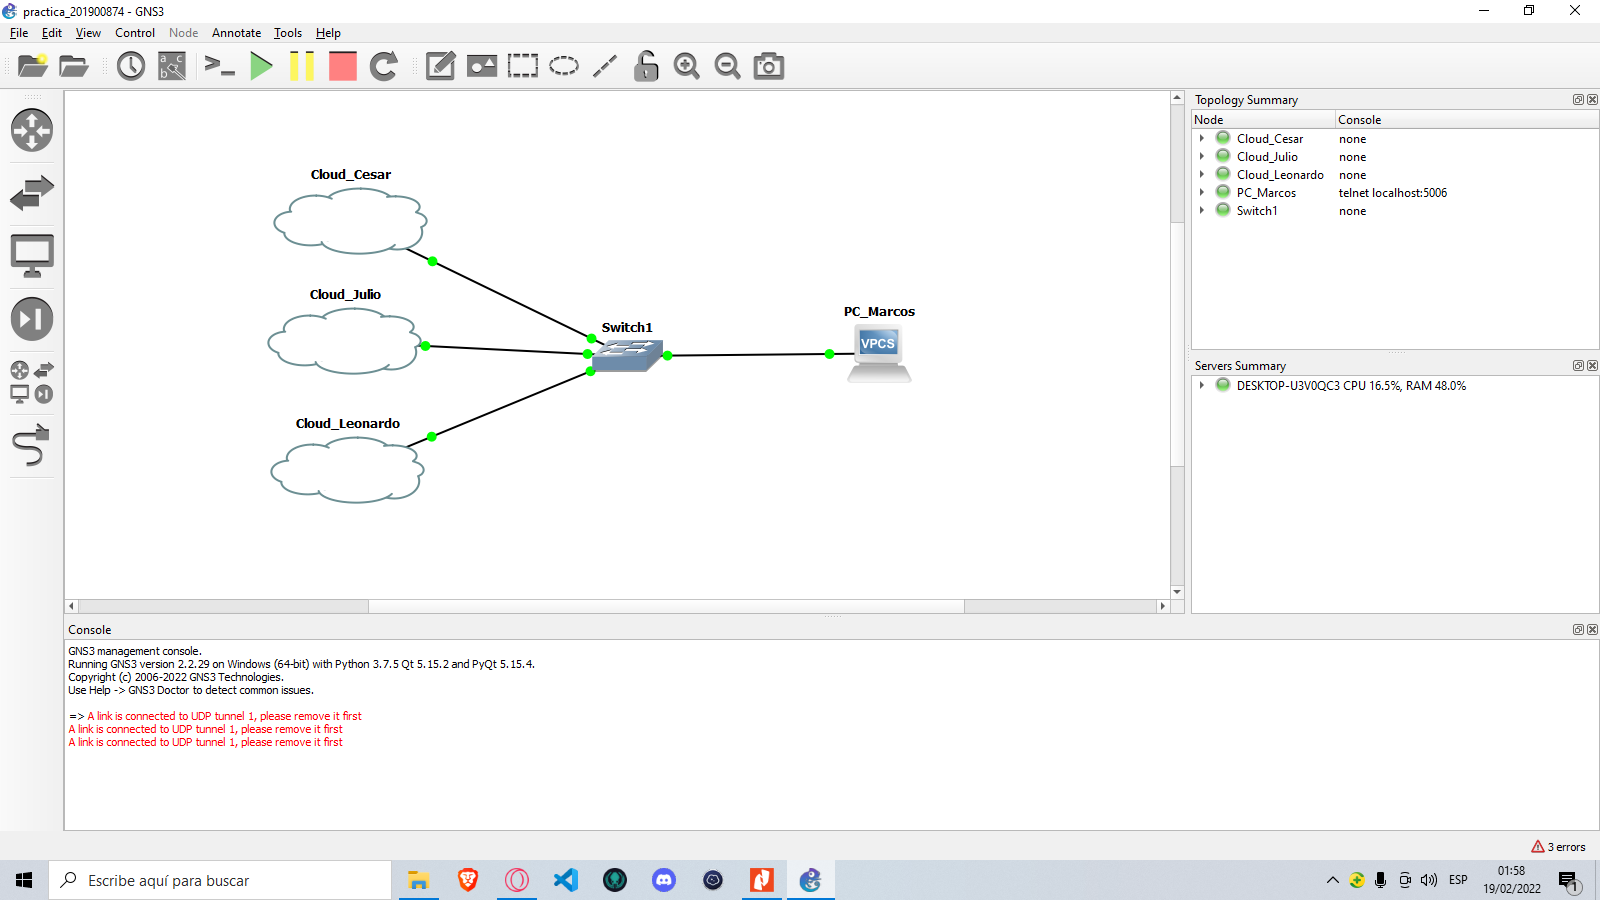 practica_201900874 - GNS3
File Edit View Control Node Annotate Tools Help
Topology Summary
Node Console
Cloud_Cesar none
Cloud_Julio none
Cloud_Leonardo none
PC_Marcos telnet localhost:5006
Switch1 none
Cloud_Cesar
Cloud_Julio
Switch1
PC_Marcos
VPCS
Cloud_Leonardo
Servers Summary
DESKTOP-U3V0QC3 CPU 16.5%, RAM 48.0%
Console
GNS3 management console.
Running GNS3 version 2.2.29 on Windows (64-bit) with Python 3.7.5 Qt 5.15.2 and PyQt 5.15.4.
Copyright (c) 2006-2022 GNS3 Technologies.
Use Help -> GNS3 Doctor to detect common issues.
=> A link is connected to UDP tunnel 1, please remove it first
A link is connected to UDP tunnel 1, please remove it first
A link is connected to UDP tunnel 1, please remove it first
3 errors
Escribe aquí para buscar
ESP
01:58
19/02/2022
1